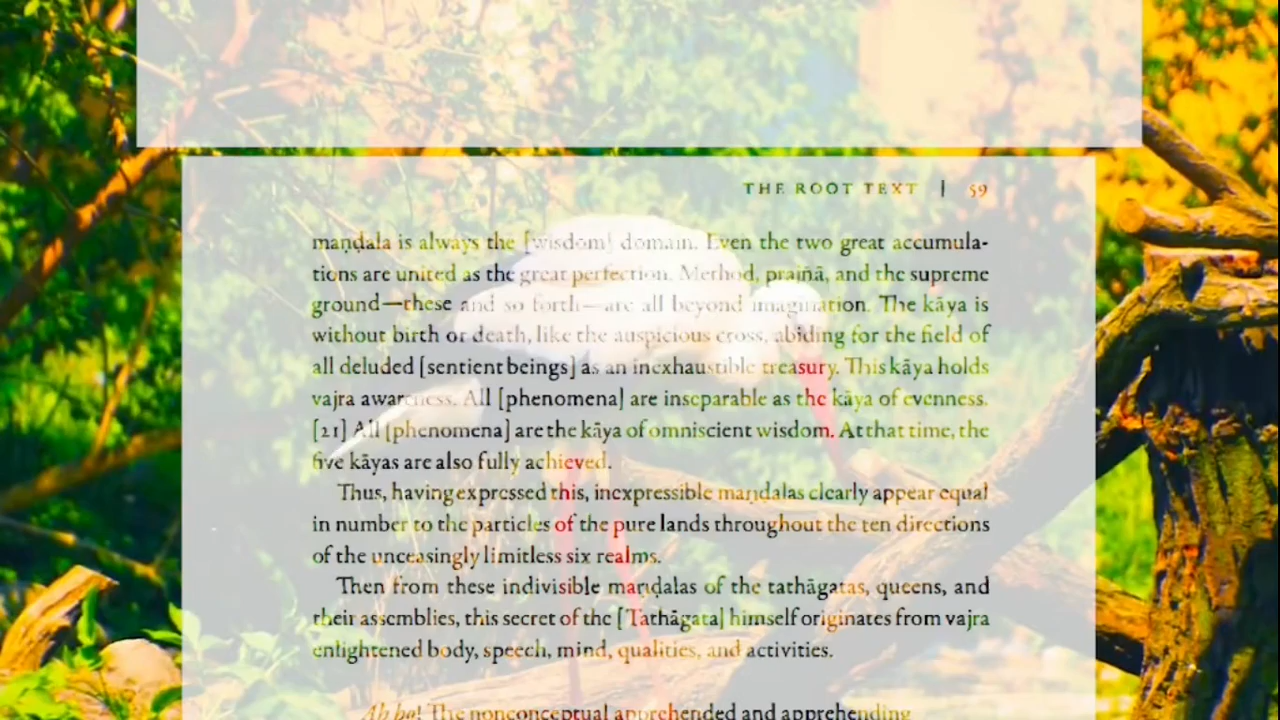 THE ROOT TEXT | 59
maṇḍala is always the [wisdom] domain. Even the two great accumula-
tions are united as the great perfection. Method, prajñā, and the supreme
ground—these and so forth—are all beyond imagination. The kāya is
without birth or death, like the auspicious cross, abiding for the field of
all deluded [sentient beings] as an inexhaustible treasury. This kāya holds
vajra awareness. All [phenomena] are inseparable as the kāya of evenness.
[21] All [phenomena] are the kāya of omniscient wisdom. At that time, the
five kāyas are also fully achieved.
Thus, having expressed this, inexpressible maṇḍalas clearly appear equal
in number to the particles of the pure lands throughout the ten directions
of the unceasingly limitless six realms.
Then from these indivisible maṇḍalas of the tathāgatas, queens, and
their assemblies, this secret of the [Tathāgata] himself originates from vajra
enlightened body, speech, mind, qualities, and activities.
Ah ho! The nonconceptual apprehended and apprehending